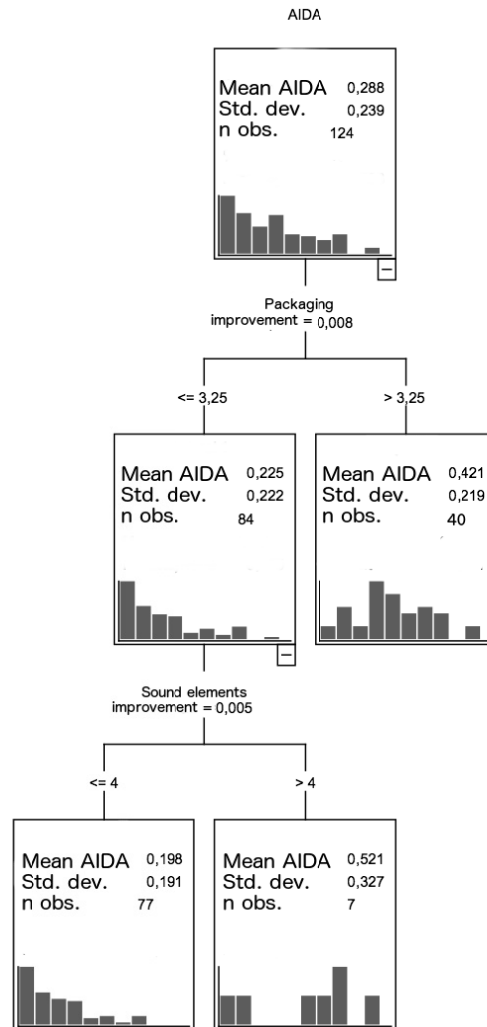 AIDA
Mean AIDA 0,288
Std. dev. 0,239
n obs. 124
Packaging
improvement = 0,008
<= 3,25 > 3,25
Mean AIDA 0,225
Std. dev. 0,222
n obs. 84
Mean AIDA 0,421
Std. dev. 0,219
n obs. 40
Sound elements
improvement = 0,005
<= 4 > 4
Mean AIDA 0,198
Std. dev. 0,191
n obs. 77
Mean AIDA 0,521
Std. dev. 0,327
n obs. 7